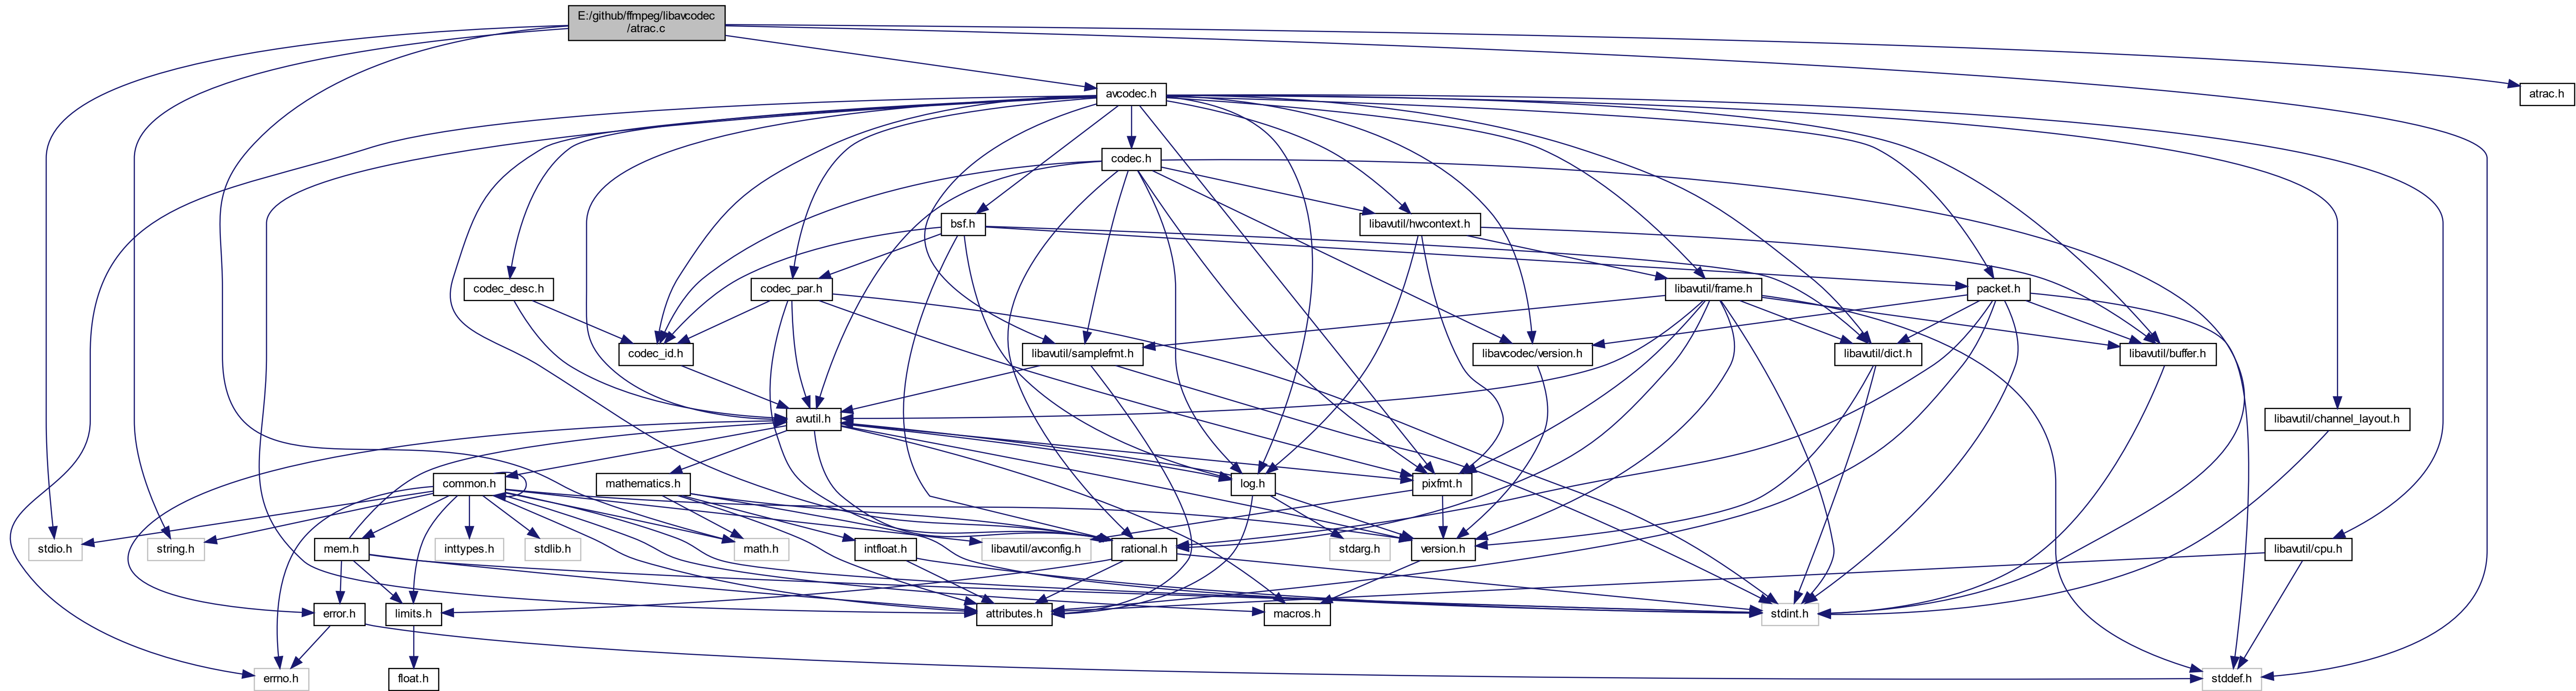 E:/github/ffmpeg/libavcodec
/atrac.c
avcodec.h
atrac.h
codec.h
bsf.h
libavutil/hwcontext.h
codec_desc.h
codec_par.h
libavutil/frame.h
packet.h
codec_id.h
libavutil/samplefmt.h
libavcodec/version.h
libavutil/dict.h
libavutil/buffer.h
avutil.h
libavutil/channel_layout.h
common.h
mathematics.h
log.h
pixfmt.h
stdio.h
string.h
mem.h
inttypes.h
stdlib.h
math.h
intfloat.h
libavutil/avconfig.h
rational.h
stdarg.h
version.h
libavutil/cpu.h
error.h
limits.h
attributes.h
macros.h
stdint.h
errno.h
float.h
stddef.h